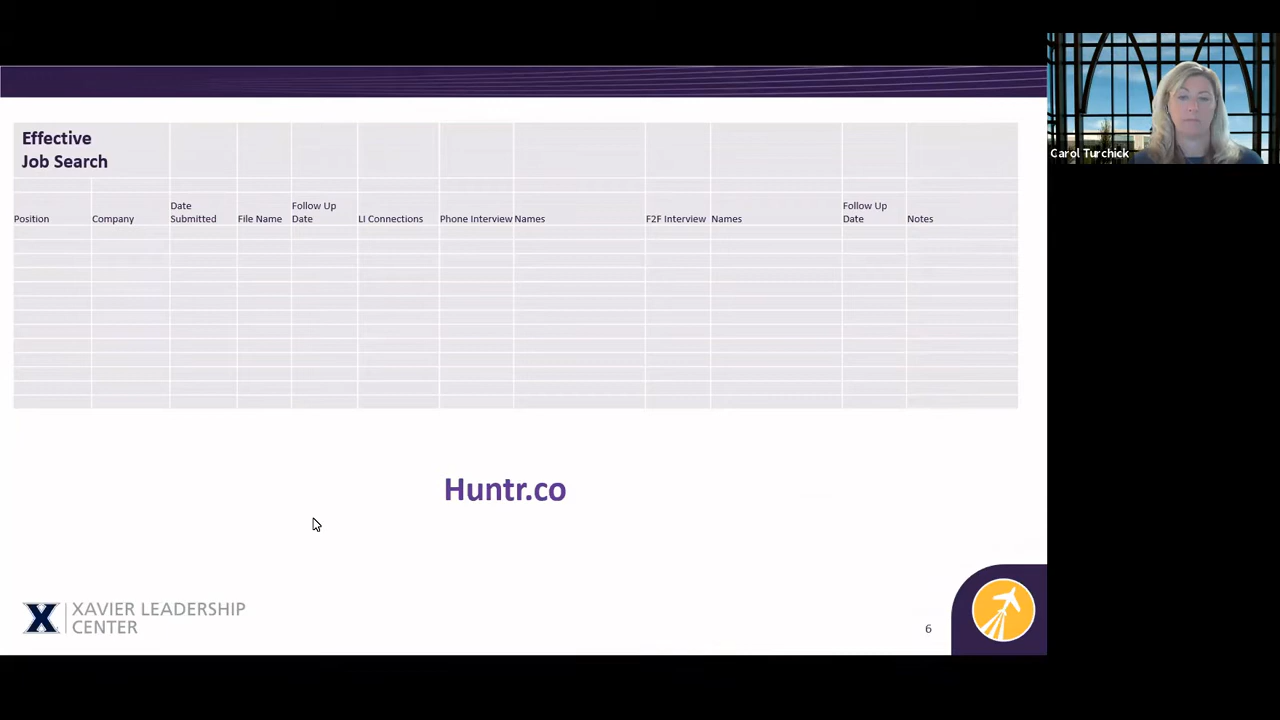 Effective
Job Search
Position Company Date Submitted File Name Follow Up Date LI Connections Phone Interview Names F2F Interview Names Follow Up Date Notes
Huntr.co
X XAVIER LEADERSHIP
CENTER
6
Carol Turchick